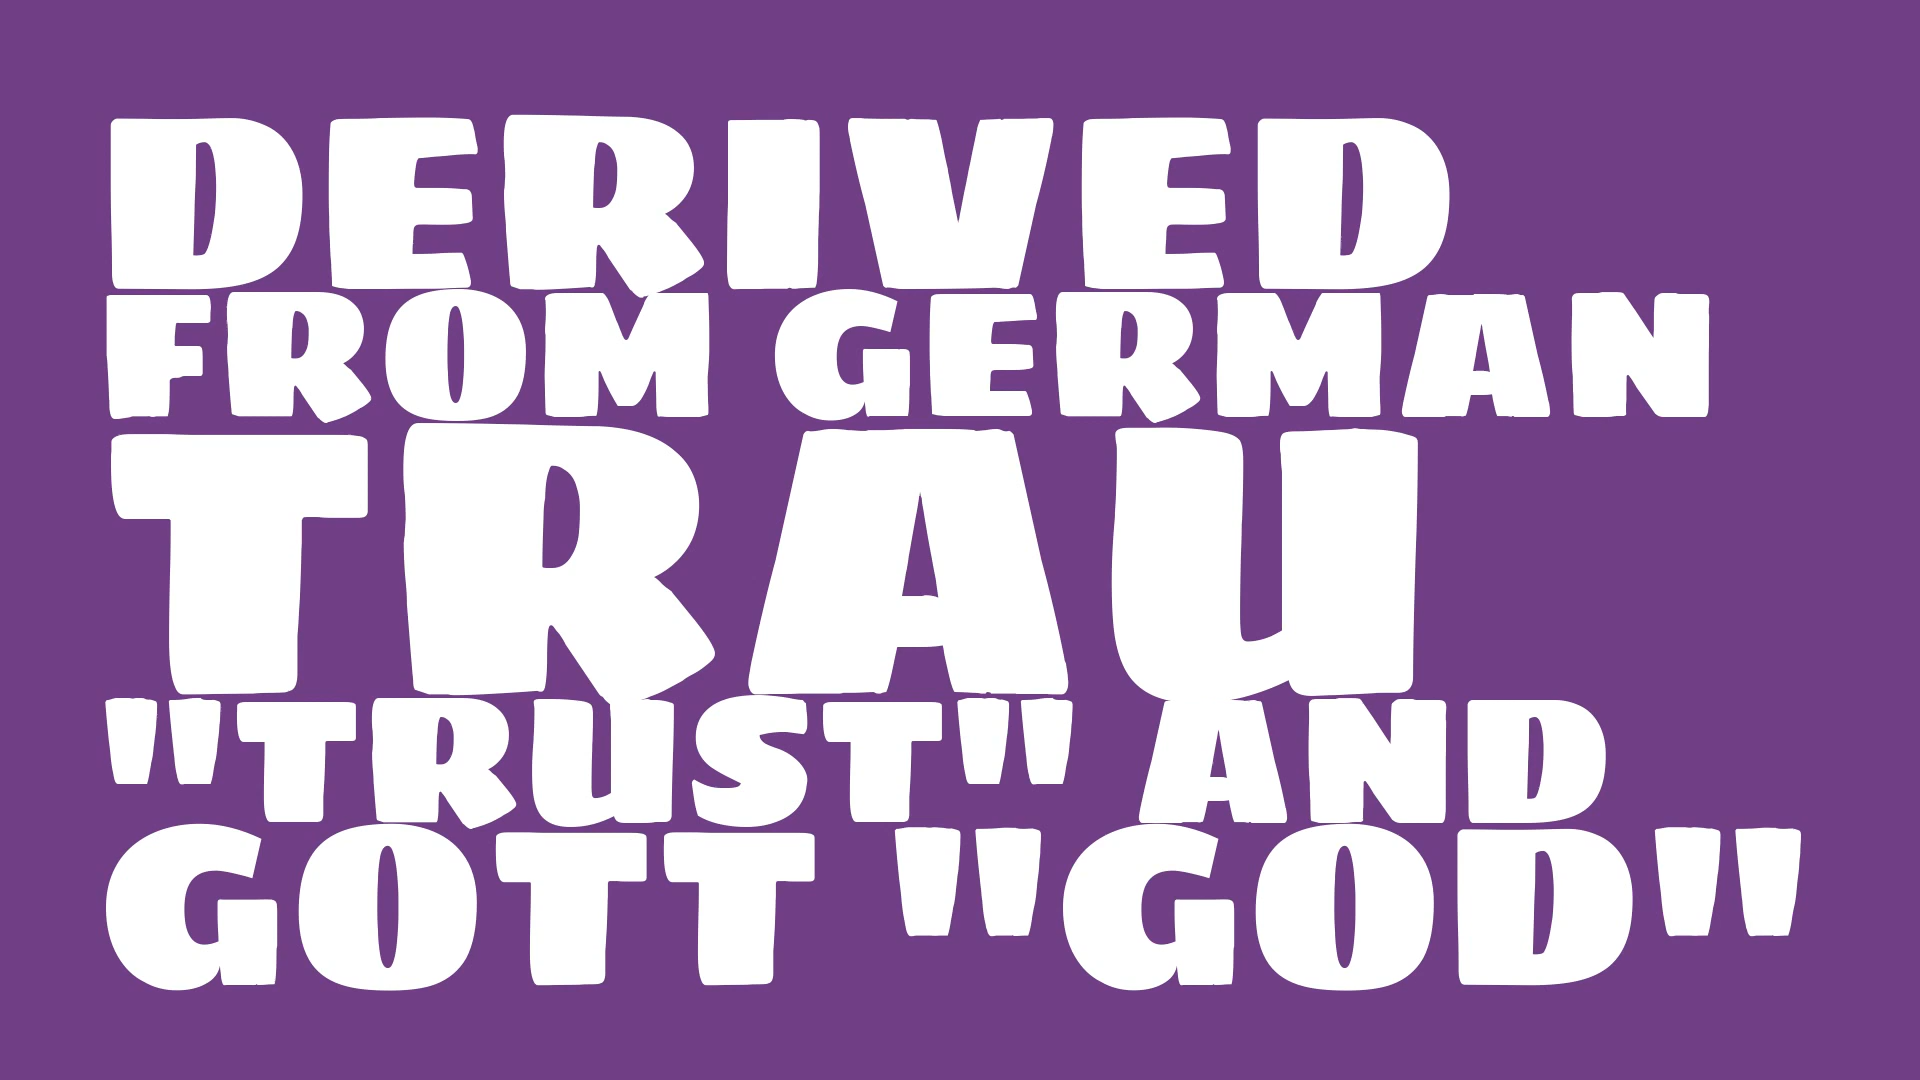 DERIVED
FROM GERMAN
TRAU
"TRUST" AND
GOTT "GOD"